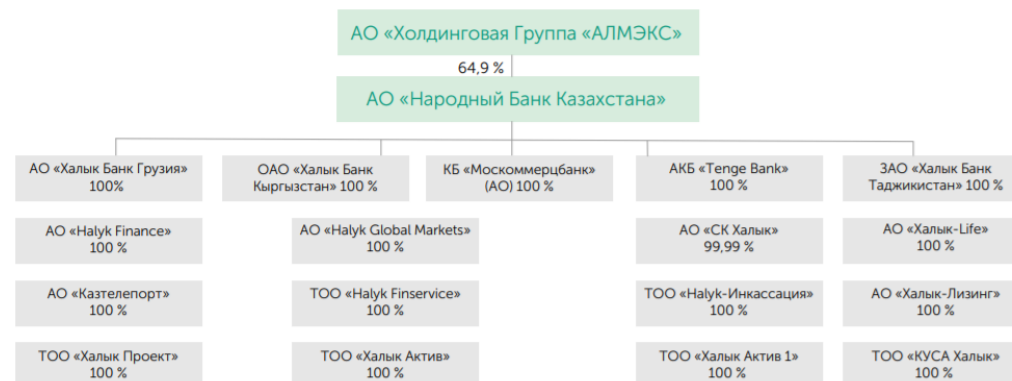 АО «Холдинговая Группа «АЛМЭКС»
64,9 %
АО «Народный Банк Казахстана»
АО «Халык Банк Грузия»
100%
ОАО «Халык Банк
Кыргызстан» 100 %
КБ «Москоммерцбанк»
(АО) 100 %
АКБ «Tenge Bank»
100 %
ЗАО «Халык Банк
Таджикистан» 100 %
АО «Halyk Finance»
100 %
АО «Halyk Global Markets»
100 %
АО «СК Халык»
99,99 %
АО «Халык-Life»
100 %
АО «Казтелепорт»
100 %
ТОО «Halyk Finservice»
100 %
ТОО «Halyk-Инкассация»
100 %
АО «Халык-Лизинг»
100 %
ТОО «Халык Проект»
100 %
ТОО «Халык Актив»
100 %
ТОО «Халык Актив 1»
100 %
ТОО «КУСА Халык»
100 %